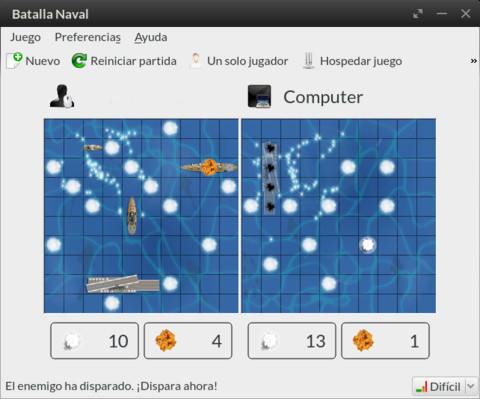 Batalla Naval
Juego Preferencias Ayuda
Nuevo Reiniciar partida Un solo jugador Hospedar juego »
Computer
10 4 13 1
El enemigo ha disparado. ¡Dispara ahora! Difícil